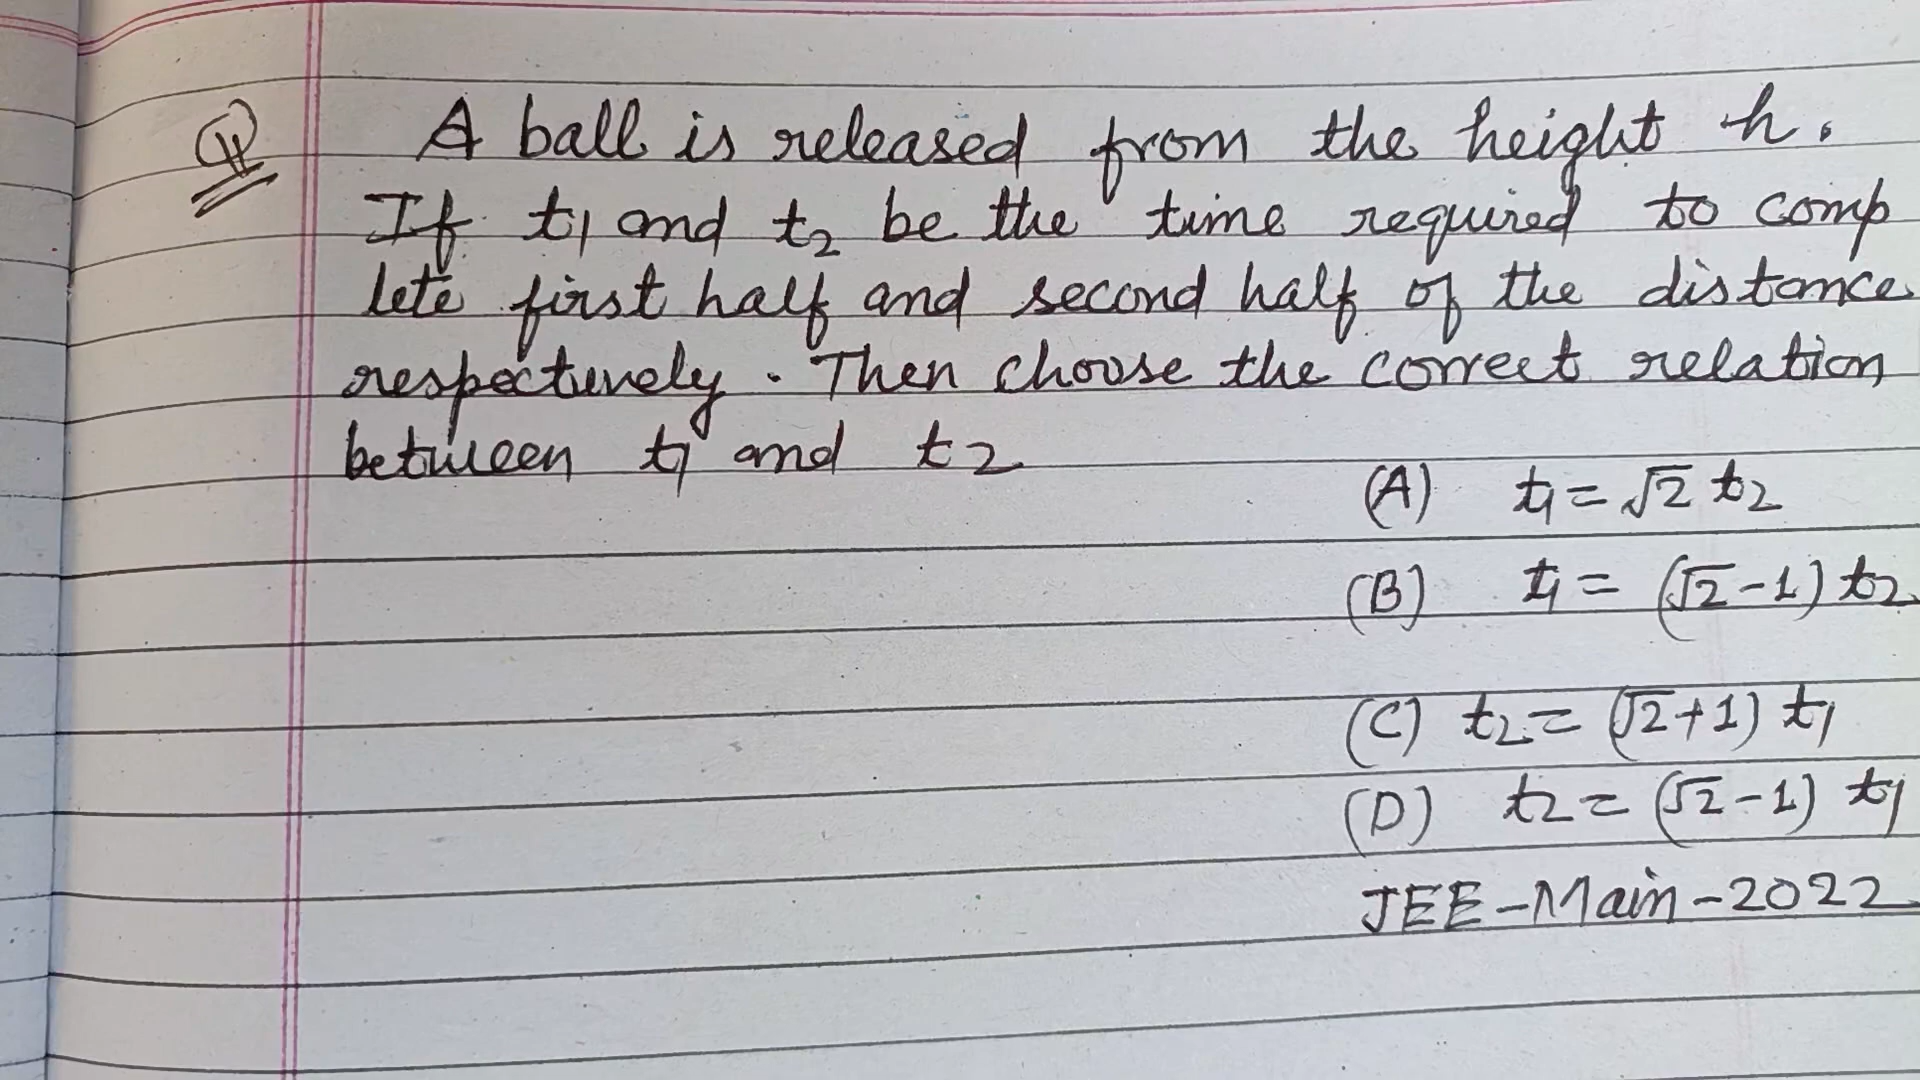 Q
A ball is released from the height h.
If t1 and t2 be the time required to comp
lete first half and second half of the distance
respectively. Then choose the correct relation
between t1 and t2
(A) t1 = √2 t2
(B) t1 = (√2-1) t2
(C) t2 = (√2+1) t1
(D) t2 = (√2-1) t1
JEE-Main-2022